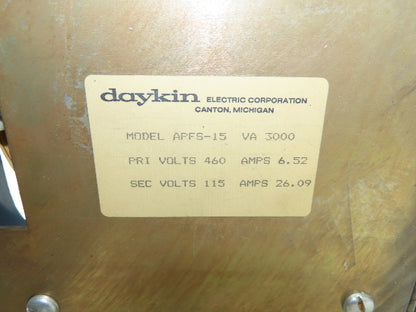 daykin ELECTRIC CORPORATION
CANTON, MICHIGAN
MODEL APFS-15 VA 3000
PRI VOLTS 460 AMPS 6.52
SEC VOLTS 115 AMPS 26.09